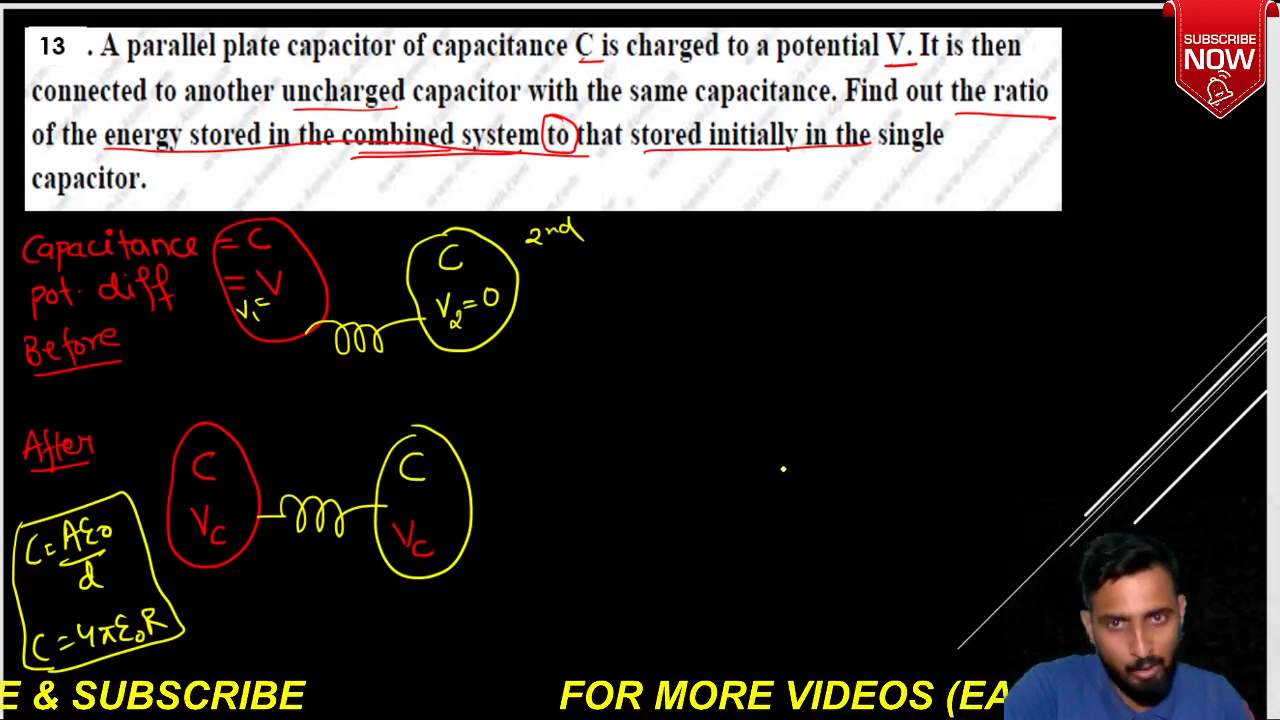 SUBSCRIBE
NOW
13 . A parallel plate capacitor of capacitance C is charged to a potential V. It is then
connected to another uncharged capacitor with the same capacitance. Find out the ratio
of the energy stored in the combined system to that stored initially in the single
capacitor.
Capacitance = C
pot. diff = V
V₁=
Before
C
V₂=0
2nd
After
C
V_C
C
V_C
C=Aε₀/d
C=4πε₀R
E & SUBSCRIBE
FOR MORE VIDEOS (EA